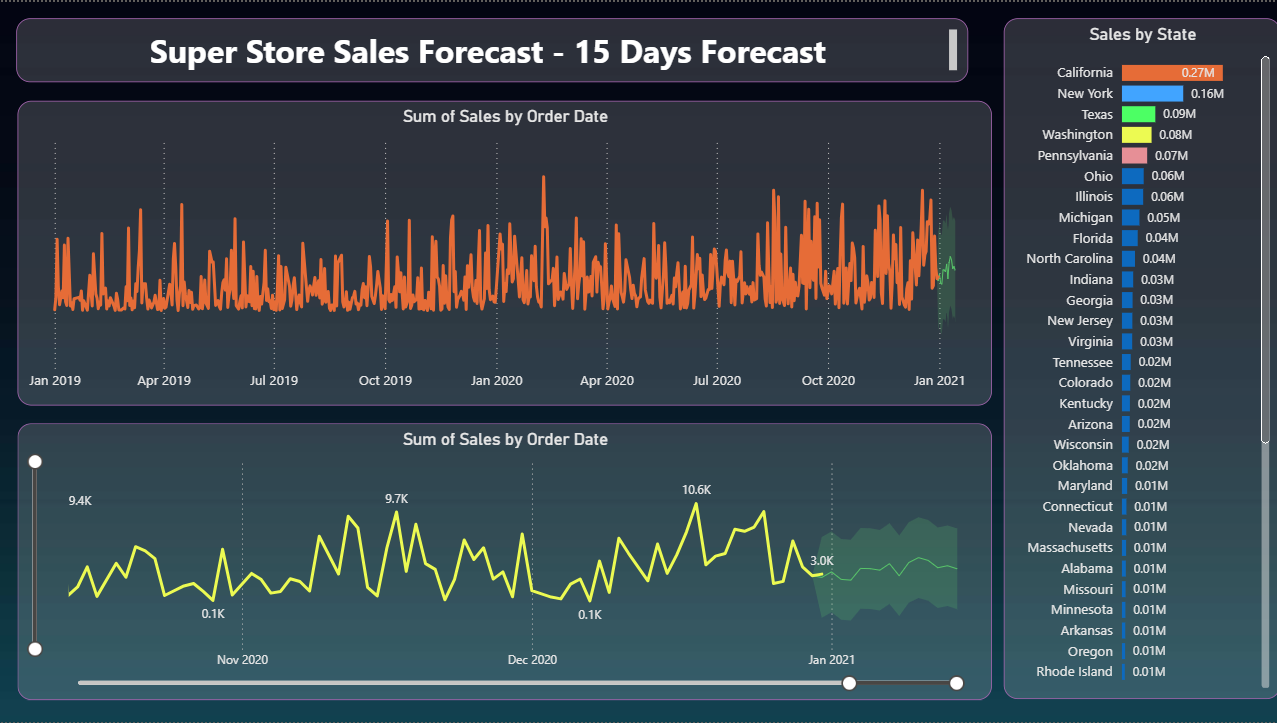 Super Store Sales Forecast - 15 Days Forecast
Sum of Sales by Order Date
Jan 2019 Apr 2019 Jul 2019 Oct 2019 Jan 2020 Apr 2020 Jul 2020 Oct 2020 Jan 2021
Sum of Sales by Order Date
9.4K 9.7K 10.6K
3.0K
0.1K 0.1K
Nov 2020 Dec 2020 Jan 2021
Sales by State
California 0.27M
New York 0.16M
Texas 0.09M
Washington 0.08M
Pennsylvania 0.07M
Ohio 0.06M
Illinois 0.06M
Michigan 0.05M
Florida 0.04M
North Carolina 0.04M
Indiana 0.03M
Georgia 0.03M
New Jersey 0.03M
Virginia 0.03M
Tennessee 0.02M
Colorado 0.02M
Kentucky 0.02M
Arizona 0.02M
Wisconsin 0.02M
Oklahoma 0.02M
Maryland 0.01M
Connecticut 0.01M
Nevada 0.01M
Massachusetts 0.01M
Alabama 0.01M
Missouri 0.01M
Minnesota 0.01M
Arkansas 0.01M
Oregon 0.01M
Rhode Island 0.01M